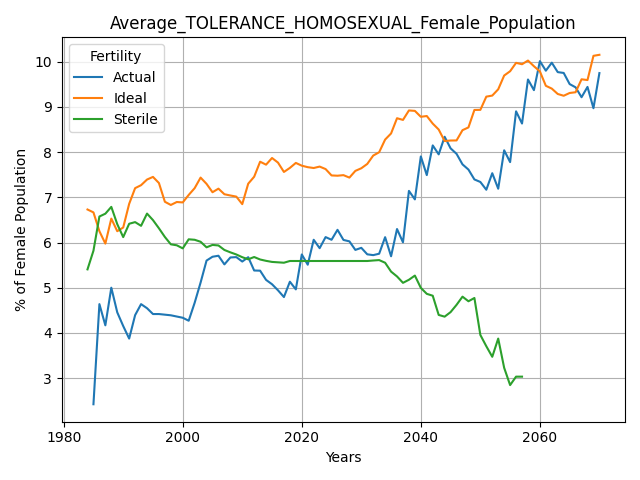 Average_TOLERANCE_HOMOSEXUAL_Female_Population
Fertility
Actual
Ideal
Sterile
% of Female Population
10
9
8
7
6
5
4
3
1980
2000
2020
2040
2060
Years